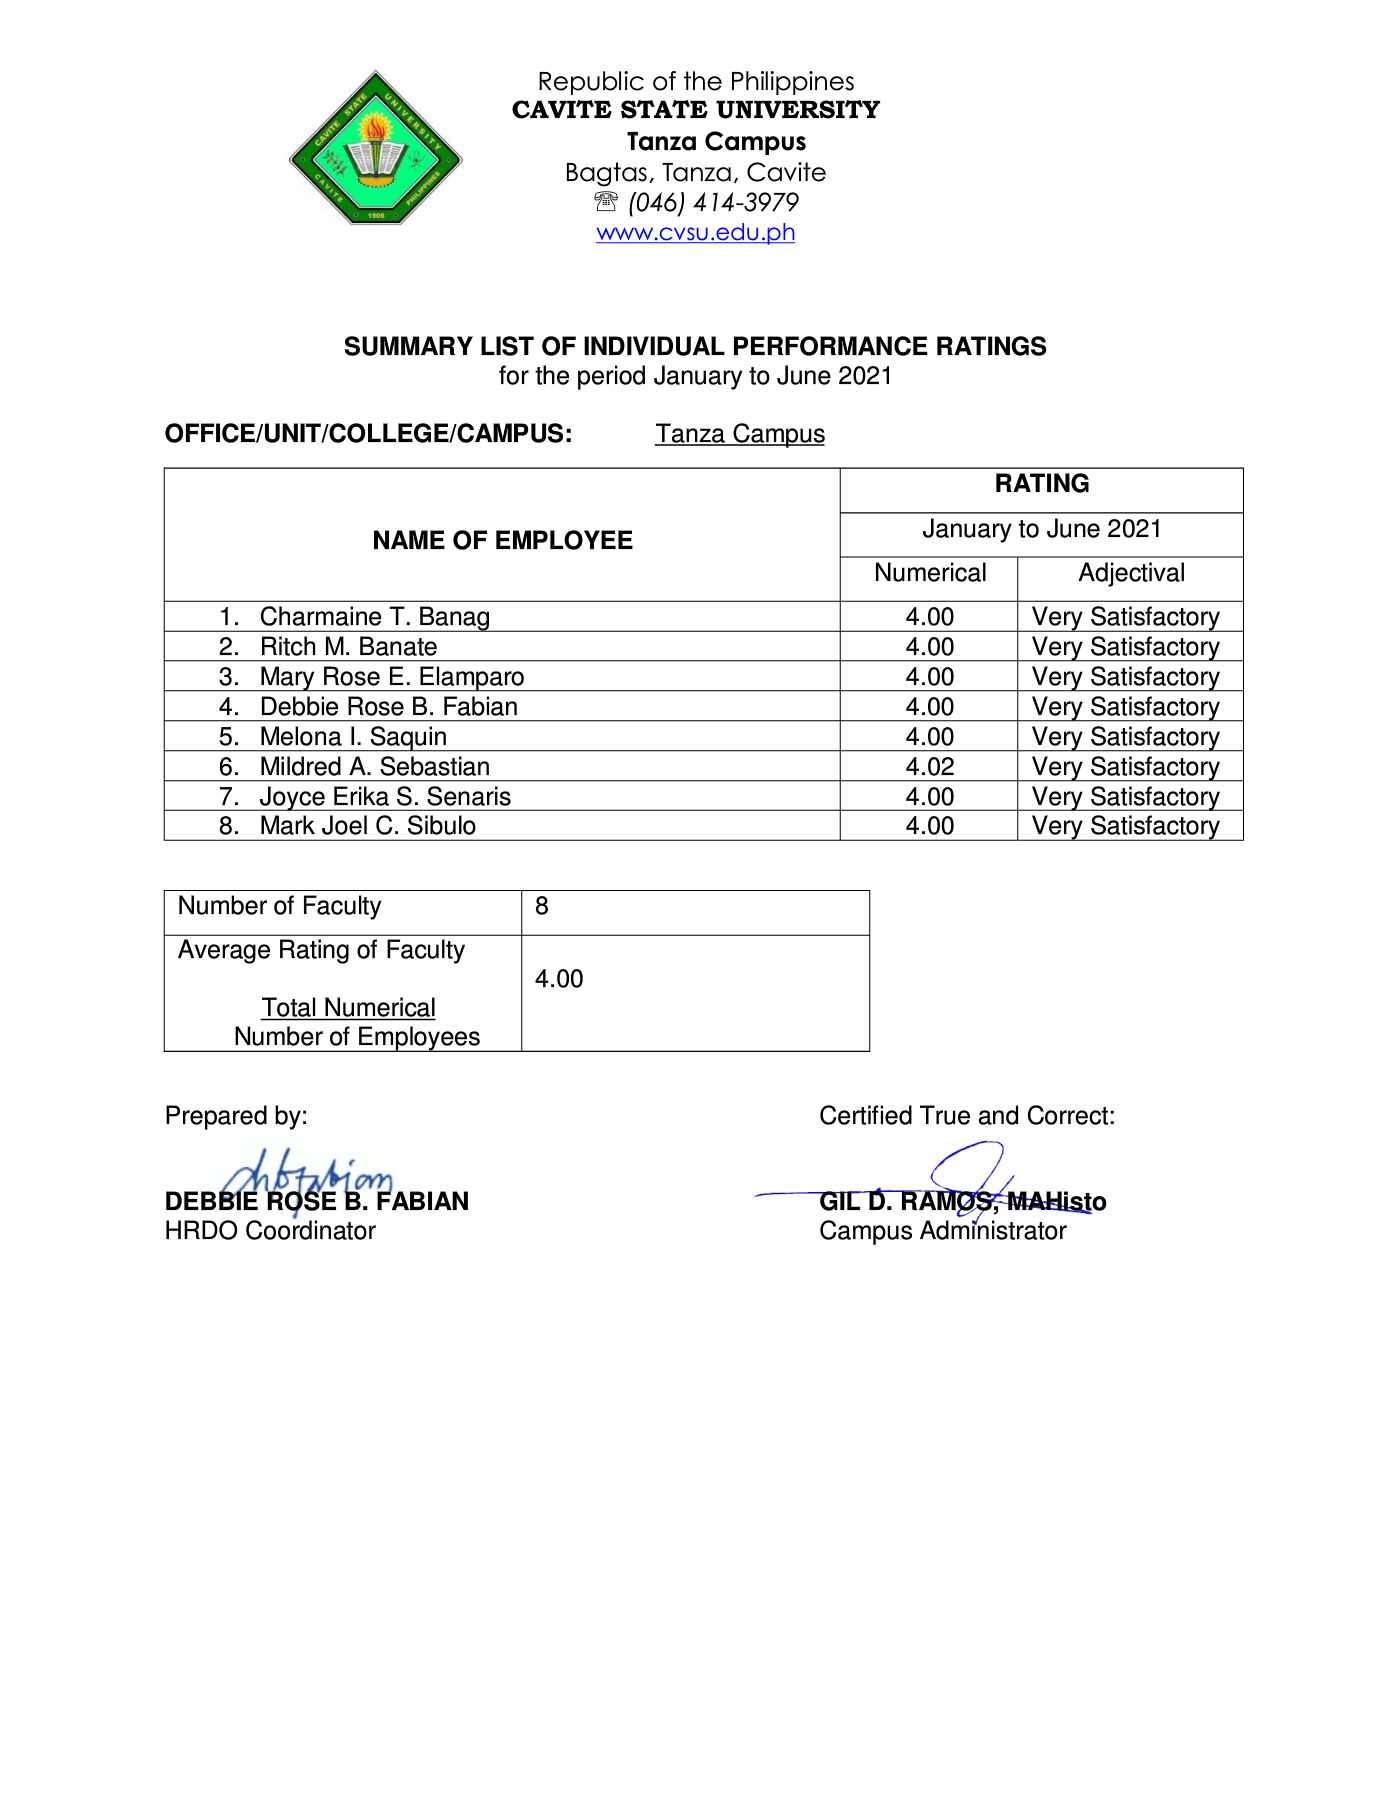 CAVITE STATE UNIVERSITY
CAVITE PHILIPPINES
1906
Republic of the Philippines
CAVITE STATE UNIVERSITY
Tanza Campus
Bagtas, Tanza, Cavite
☏ (046) 414-3979
www.cvsu.edu.ph
SUMMARY LIST OF INDIVIDUAL PERFORMANCE RATINGS
for the period January to June 2021
OFFICE/UNIT/COLLEGE/CAMPUS: Tanza Campus
RATING
NAME OF EMPLOYEE
January to June 2021
Numerical Adjectival
1. Charmaine T. Banag 4.00 Very Satisfactory
2. Ritch M. Banate 4.00 Very Satisfactory
3. Mary Rose E. Elamparo 4.00 Very Satisfactory
4. Debbie Rose B. Fabian 4.00 Very Satisfactory
5. Melona I. Saquin 4.00 Very Satisfactory
6. Mildred A. Sebastian 4.02 Very Satisfactory
7. Joyce Erika S. Senaris 4.00 Very Satisfactory
8. Mark Joel C. Sibulo 4.00 Very Satisfactory
Number of Faculty 8
Average Rating of Faculty
4.00
Total Numerical
Number of Employees
Prepared by: Certified True and Correct:
DEBBIE ROSE B. FABIAN GIL D. RAMOS, MAHisto
HRDO Coordinator Campus Administrator